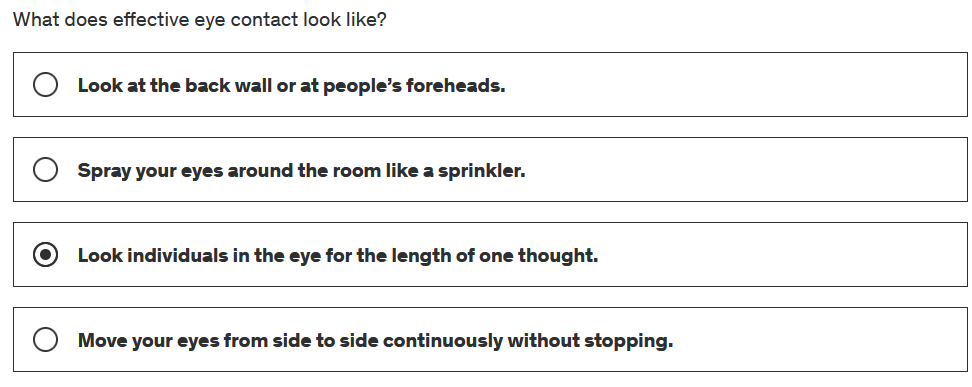 What does effective eye contact look like?
Look at the back wall or at people’s foreheads.
Spray your eyes around the room like a sprinkler.
Look individuals in the eye for the length of one thought.
Move your eyes from side to side continuously without stopping.